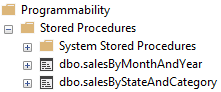 Programmability
Stored Procedures
System Stored Procedures
dbo.salesByMonthAndYear
dbo.salesByStateAndCategory